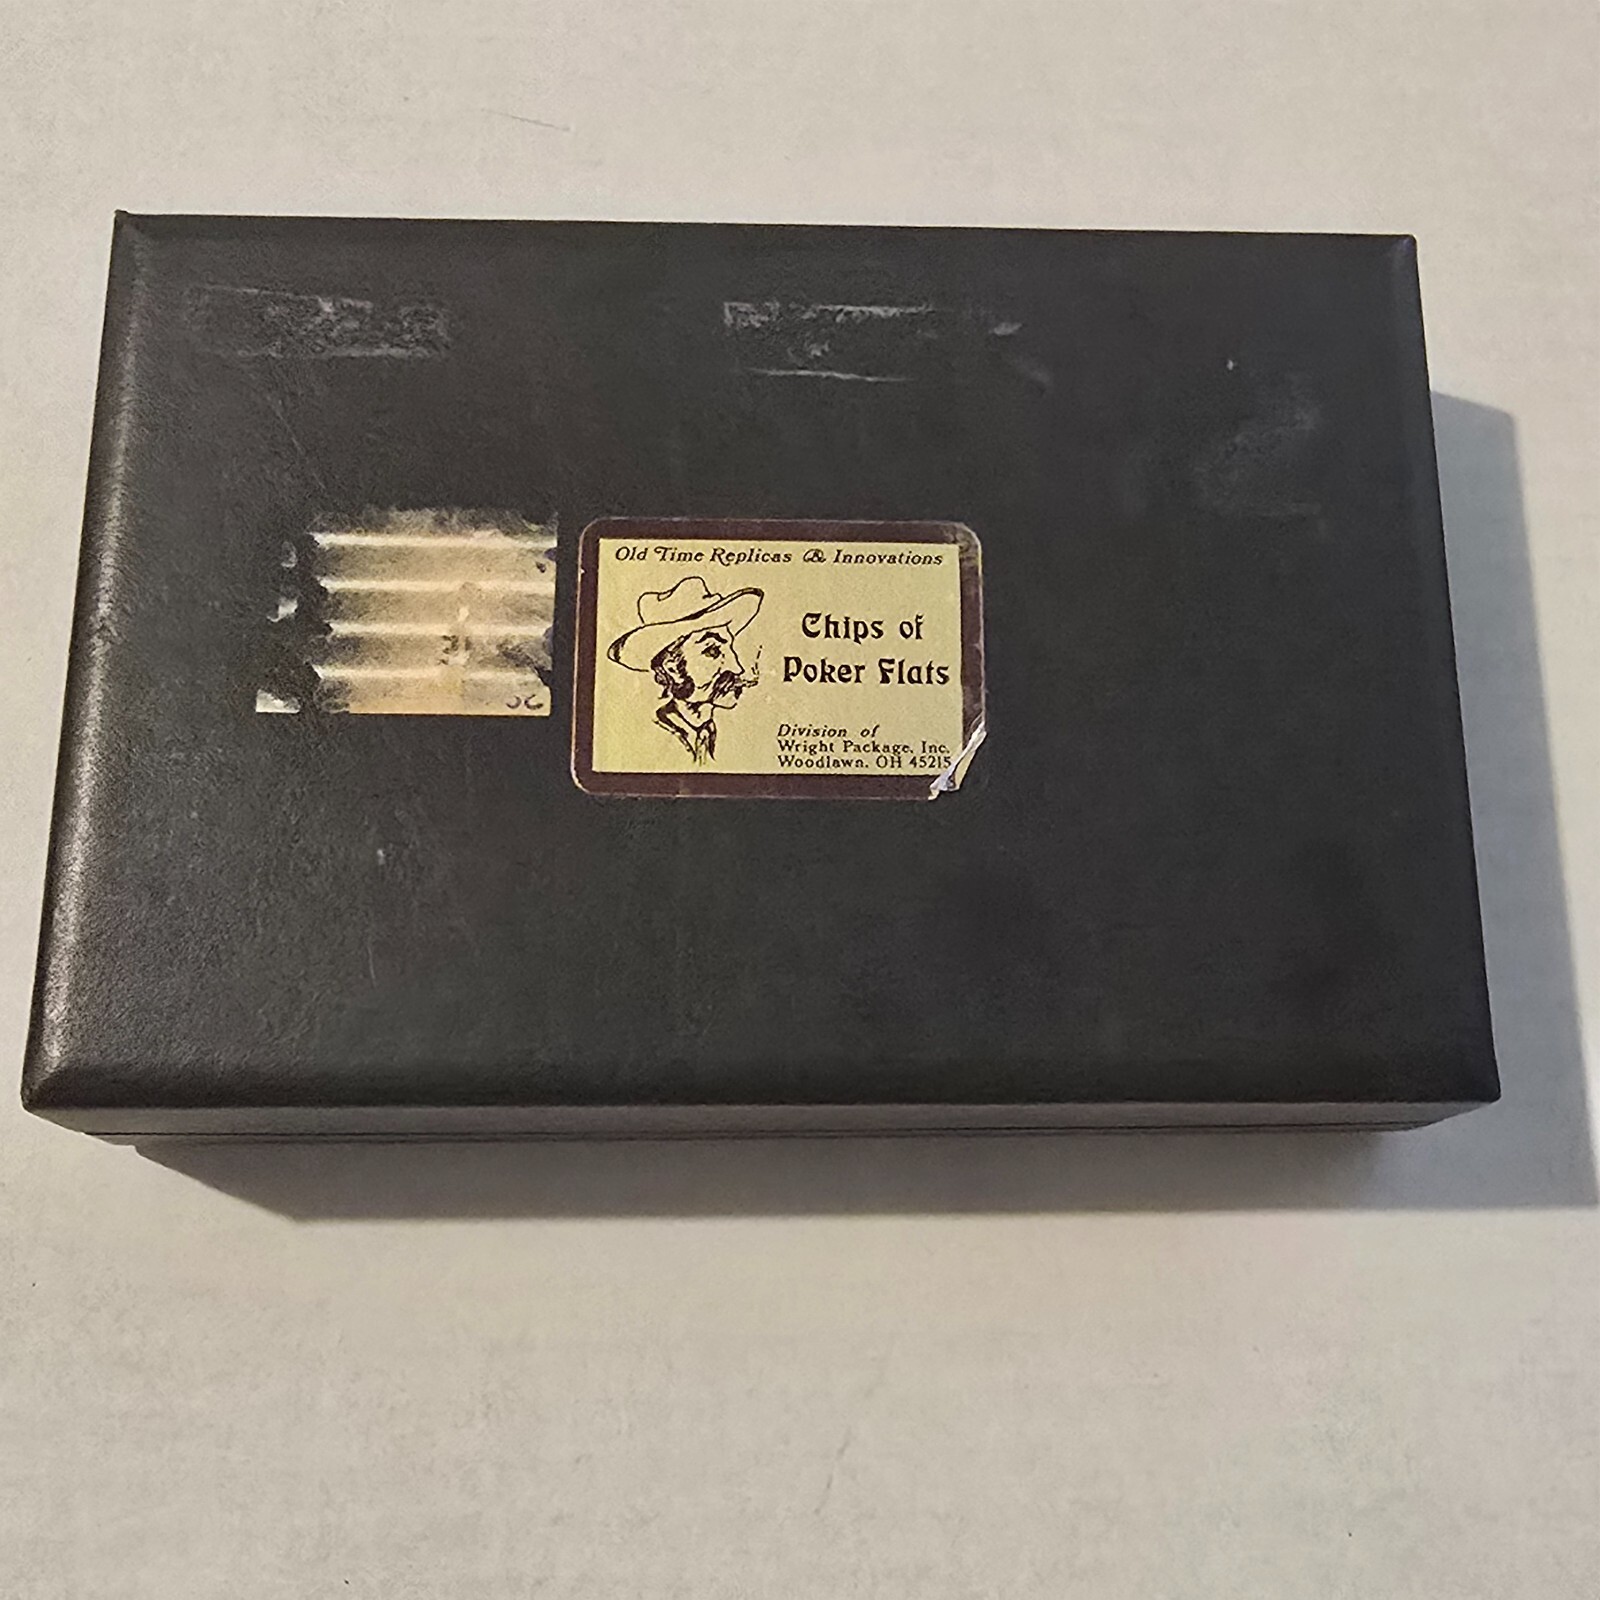 Old Time Replicas & Innovations
Chips of
Poker Flats
Division of
Wright Package, Inc.
Woodlawn, OH 45215